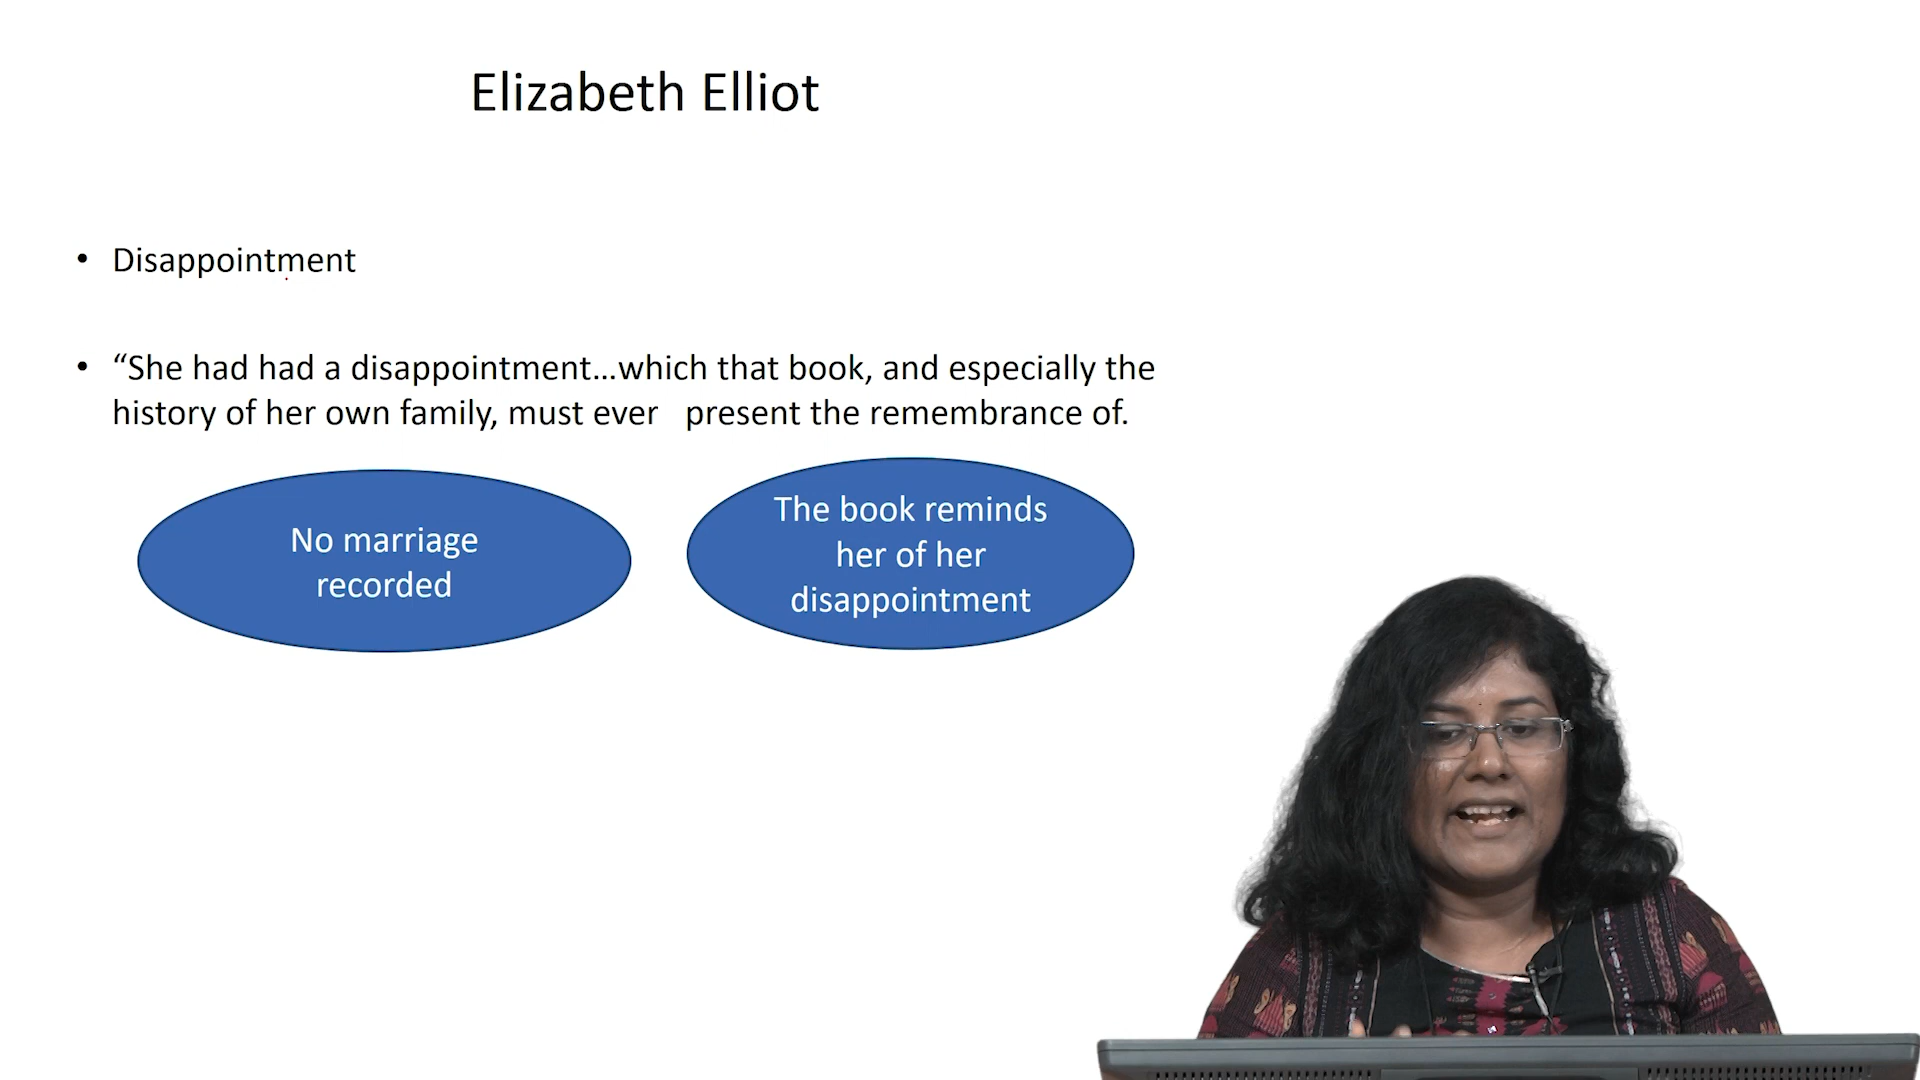 Elizabeth Elliot
• Disappointment
• “She had had a disappointment...which that book, and especially the
history of her own family, must ever present the remembrance of.
No marriage
recorded
The book reminds
her of her
disappointment